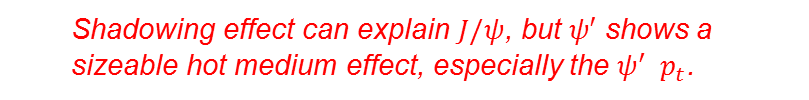 Shadowing effect can explain J/ψ, but ψ′ shows a
sizeable hot medium effect, especially the ψ′ pₜ.